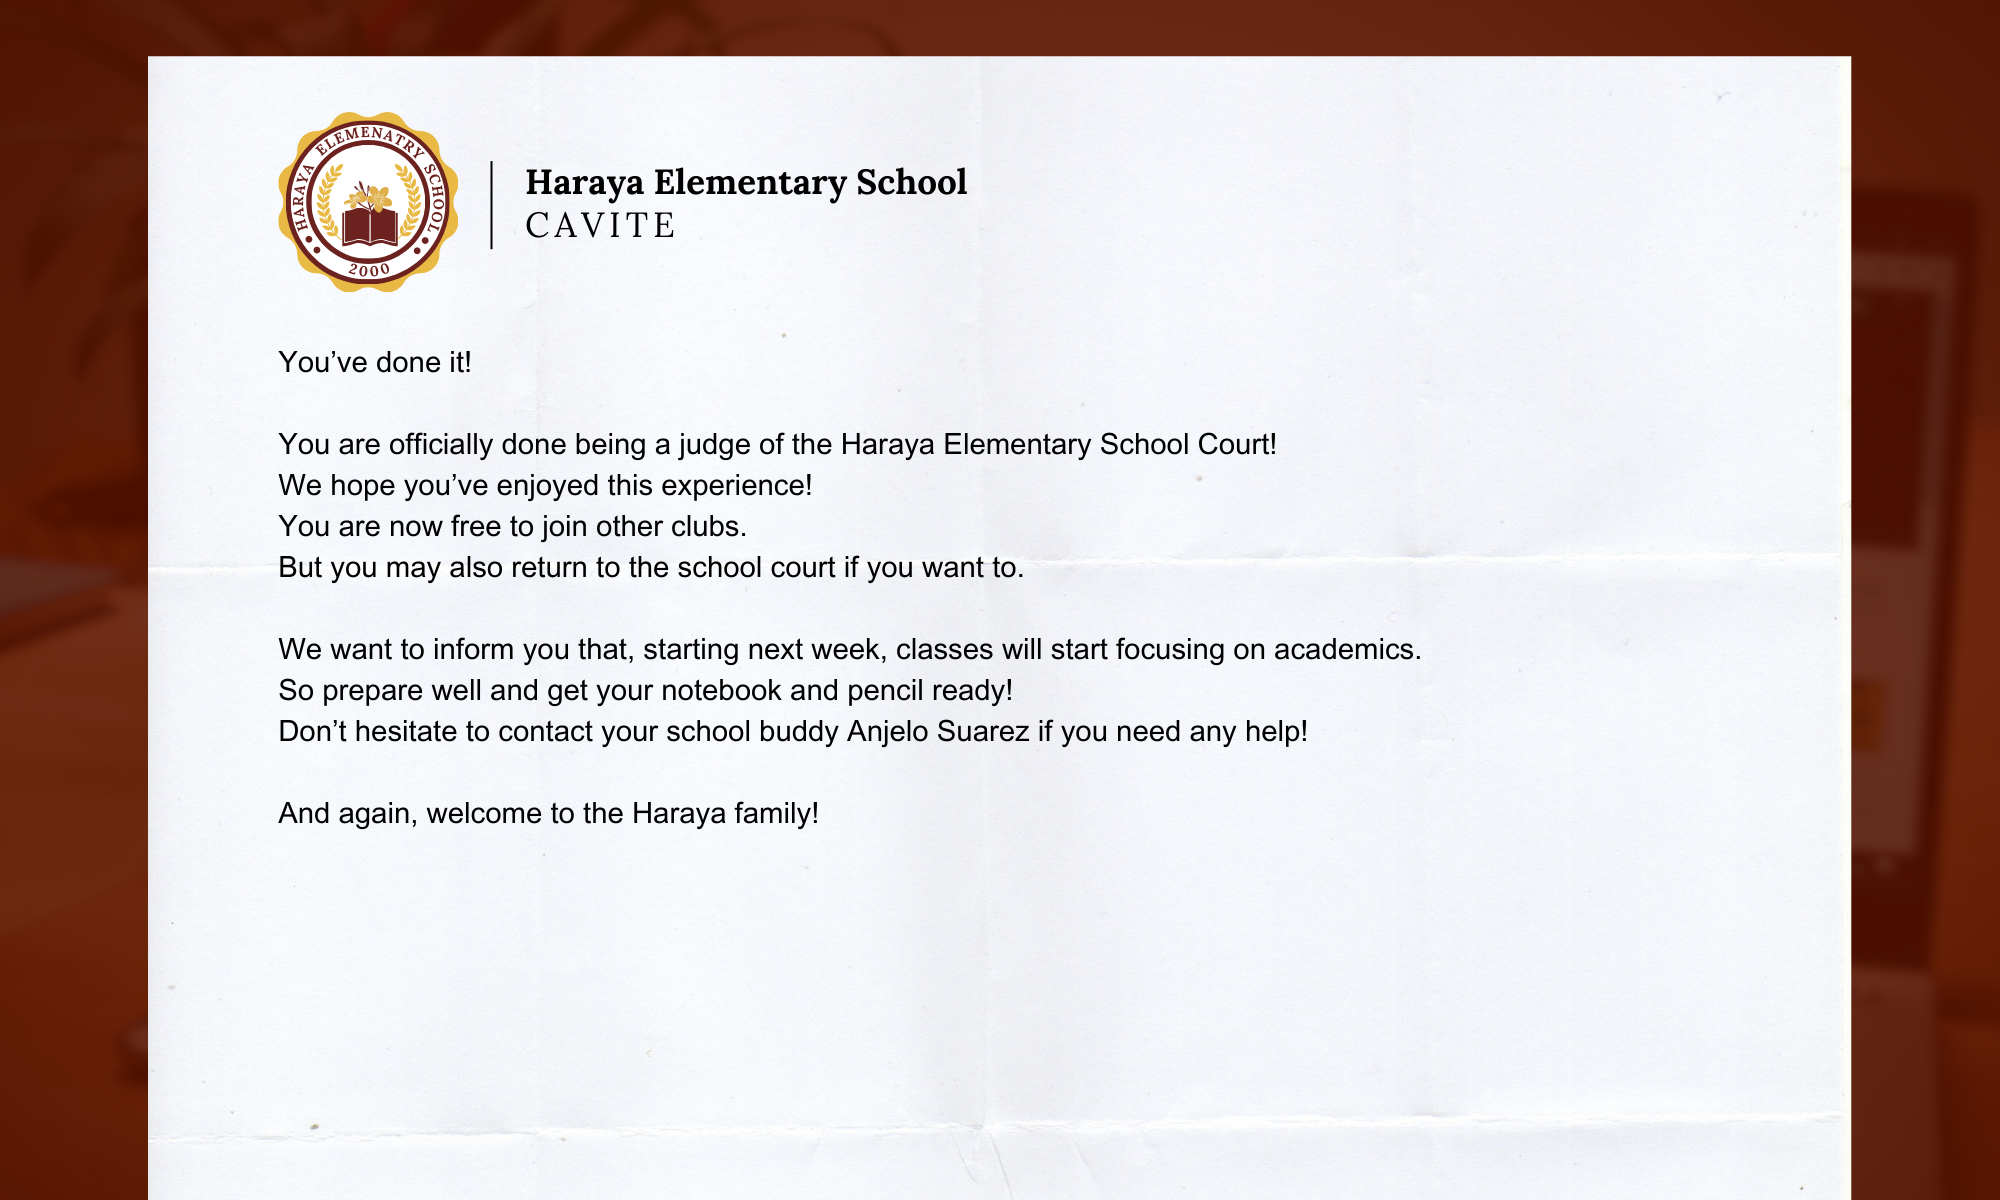 HARAYA ELEMENATRY SCHOOL
2000
Haraya Elementary School
CAVITE
You’ve done it!
You are officially done being a judge of the Haraya Elementary School Court!
We hope you’ve enjoyed this experience!
You are now free to join other clubs.
But you may also return to the school court if you want to.
We want to inform you that, starting next week, classes will start focusing on academics.
So prepare well and get your notebook and pencil ready!
Don’t hesitate to contact your school buddy Anjelo Suarez if you need any help!
And again, welcome to the Haraya family!